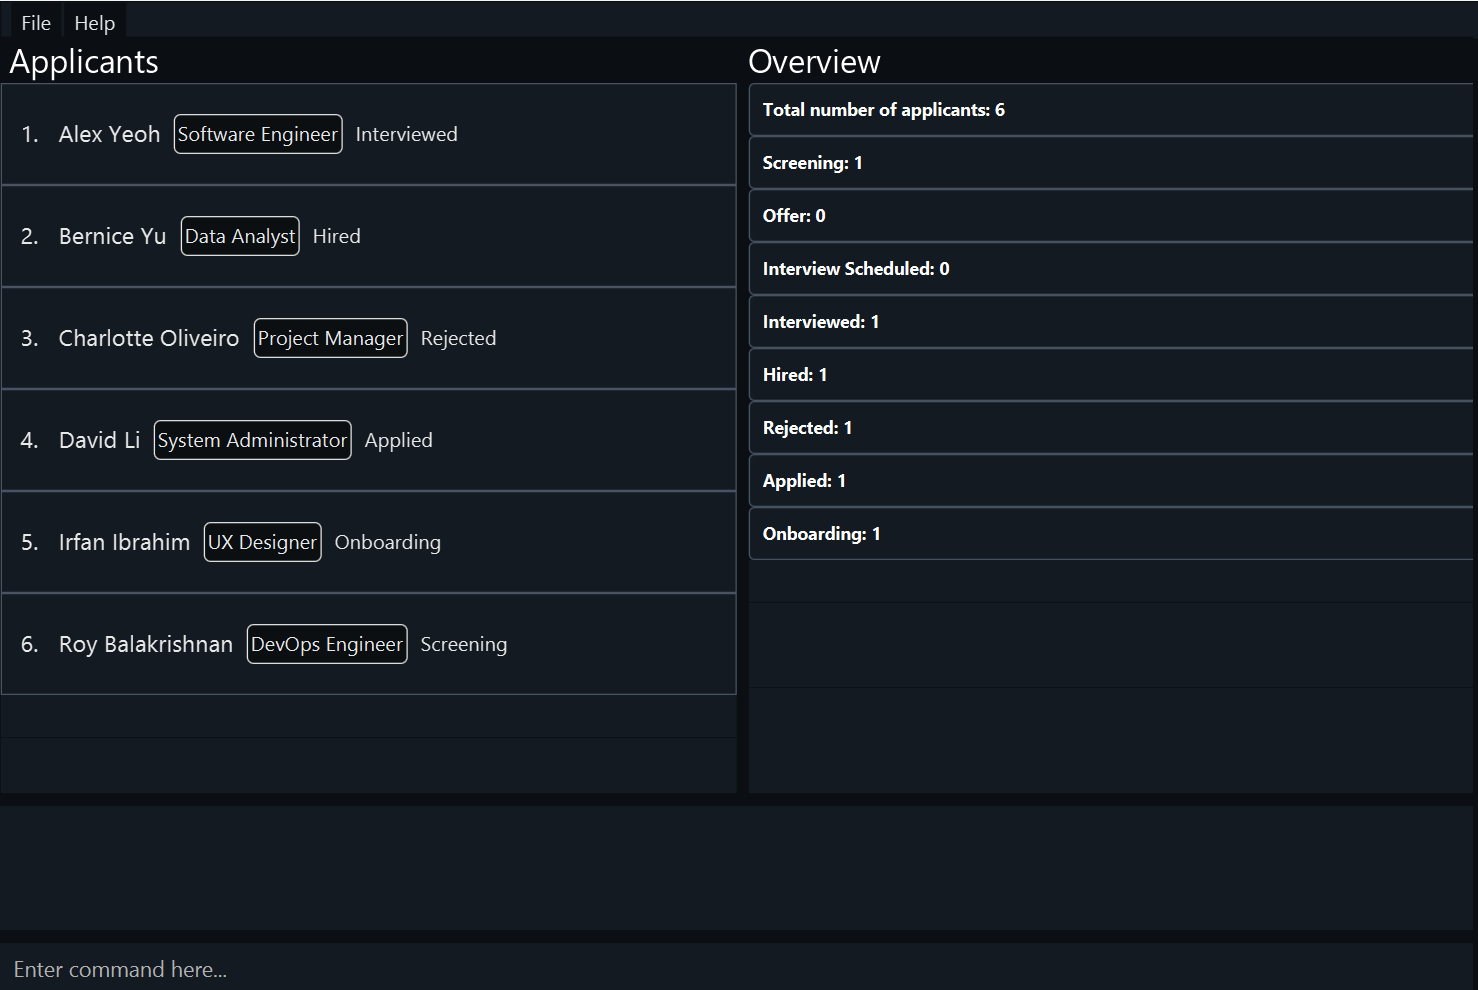 File Help
Applicants
1. Alex Yeoh Software Engineer Interviewed
2. Bernice Yu Data Analyst Hired
3. Charlotte Oliveiro Project Manager Rejected
4. David Li System Administrator Applied
5. Irfan Ibrahim UX Designer Onboarding
6. Roy Balakrishnan DevOps Engineer Screening
Overview
Total number of applicants: 6
Screening: 1
Offer: 0
Interview Scheduled: 0
Interviewed: 1
Hired: 1
Rejected: 1
Applied: 1
Onboarding: 1
Enter command here...